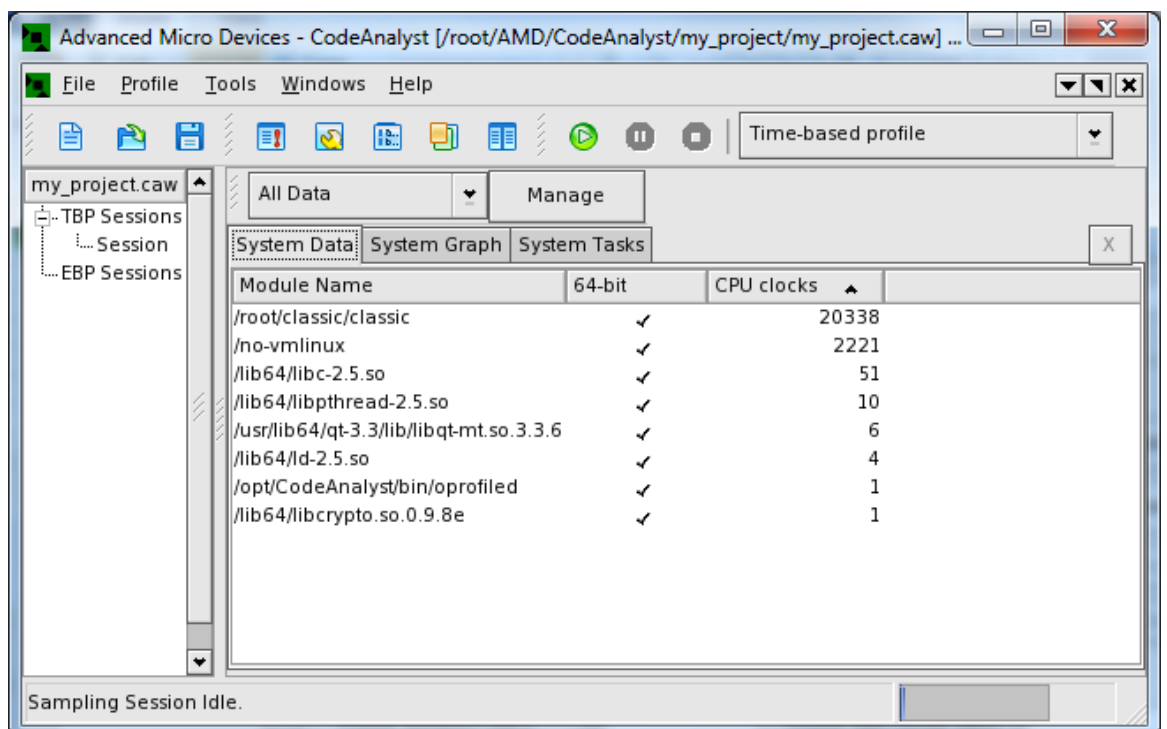 Advanced Micro Devices - CodeAnalyst [/root/AMD/CodeAnalyst/my_project/my_project.caw] ...
File Profile Tools Windows Help
Time-based profile
my_project.caw
TBP Sessions
Session
EBP Sessions
All Data Manage
System Data System Graph System Tasks X
Module Name 64-bit CPU clocks
/root/classic/classic 20338
/no-vmlinux 2221
/lib64/libc-2.5.so 51
/lib64/libpthread-2.5.so 10
/usr/lib64/qt-3.3/lib/libqt-mt.so.3.3.6 6
/lib64/ld-2.5.so 4
/opt/CodeAnalyst/bin/oprofiled 1
/lib64/libcrypto.so.0.9.8e 1
Sampling Session Idle.